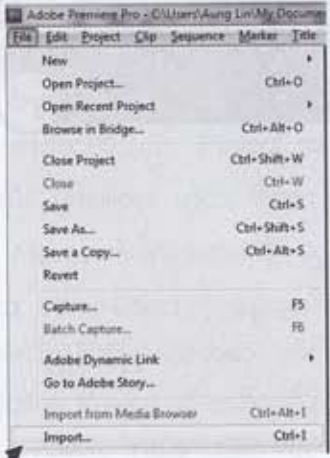 Adobe Premiere Pro - C:\Users\Aung Lin\My Docume
File Edit Project Clip Sequence Marker Title
New
Open Project... Ctrl+O
Open Recent Project
Browse in Bridge... Ctrl+Alt+O
Close Project Ctrl+Shift+W
Close Ctrl+W
Save Ctrl+S
Save As... Ctrl+Shift+S
Save a Copy... Ctrl+Alt+S
Revert
Capture... F5
Batch Capture... F6
Adobe Dynamic Link
Go to Adobe Story...
Import from Media Browser Ctrl+Alt+I
Import... Ctrl+I